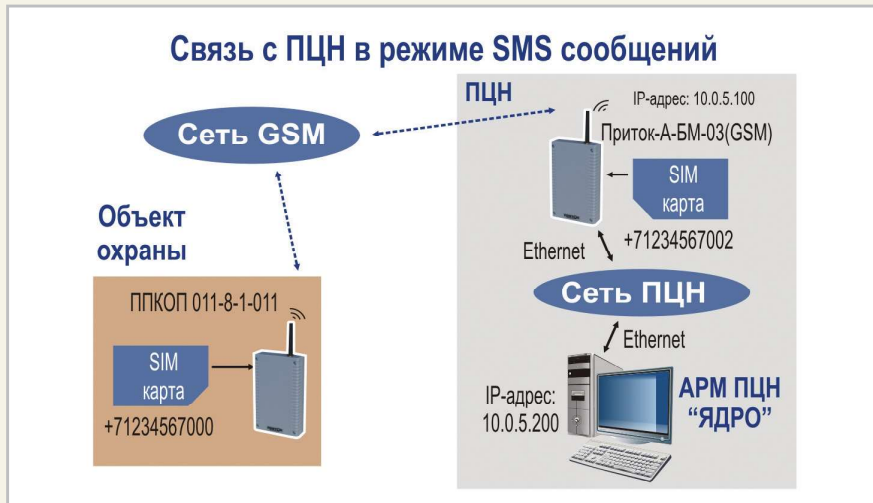 Связь с ПЦН в режиме SMS сообщений
ПЦН
IP-адрес: 10.0.5.100
Приток-А-БМ-03(GSM)
SIM
карта
+71234567002
Ethernet
Сеть GSM
Сеть ПЦН
Ethernet
IP-адрес:
10.0.5.200
АРМ ПЦН
“ЯДРО”
Объект
охраны
ППКОП 011-8-1-011
SIM
карта
+71234567000